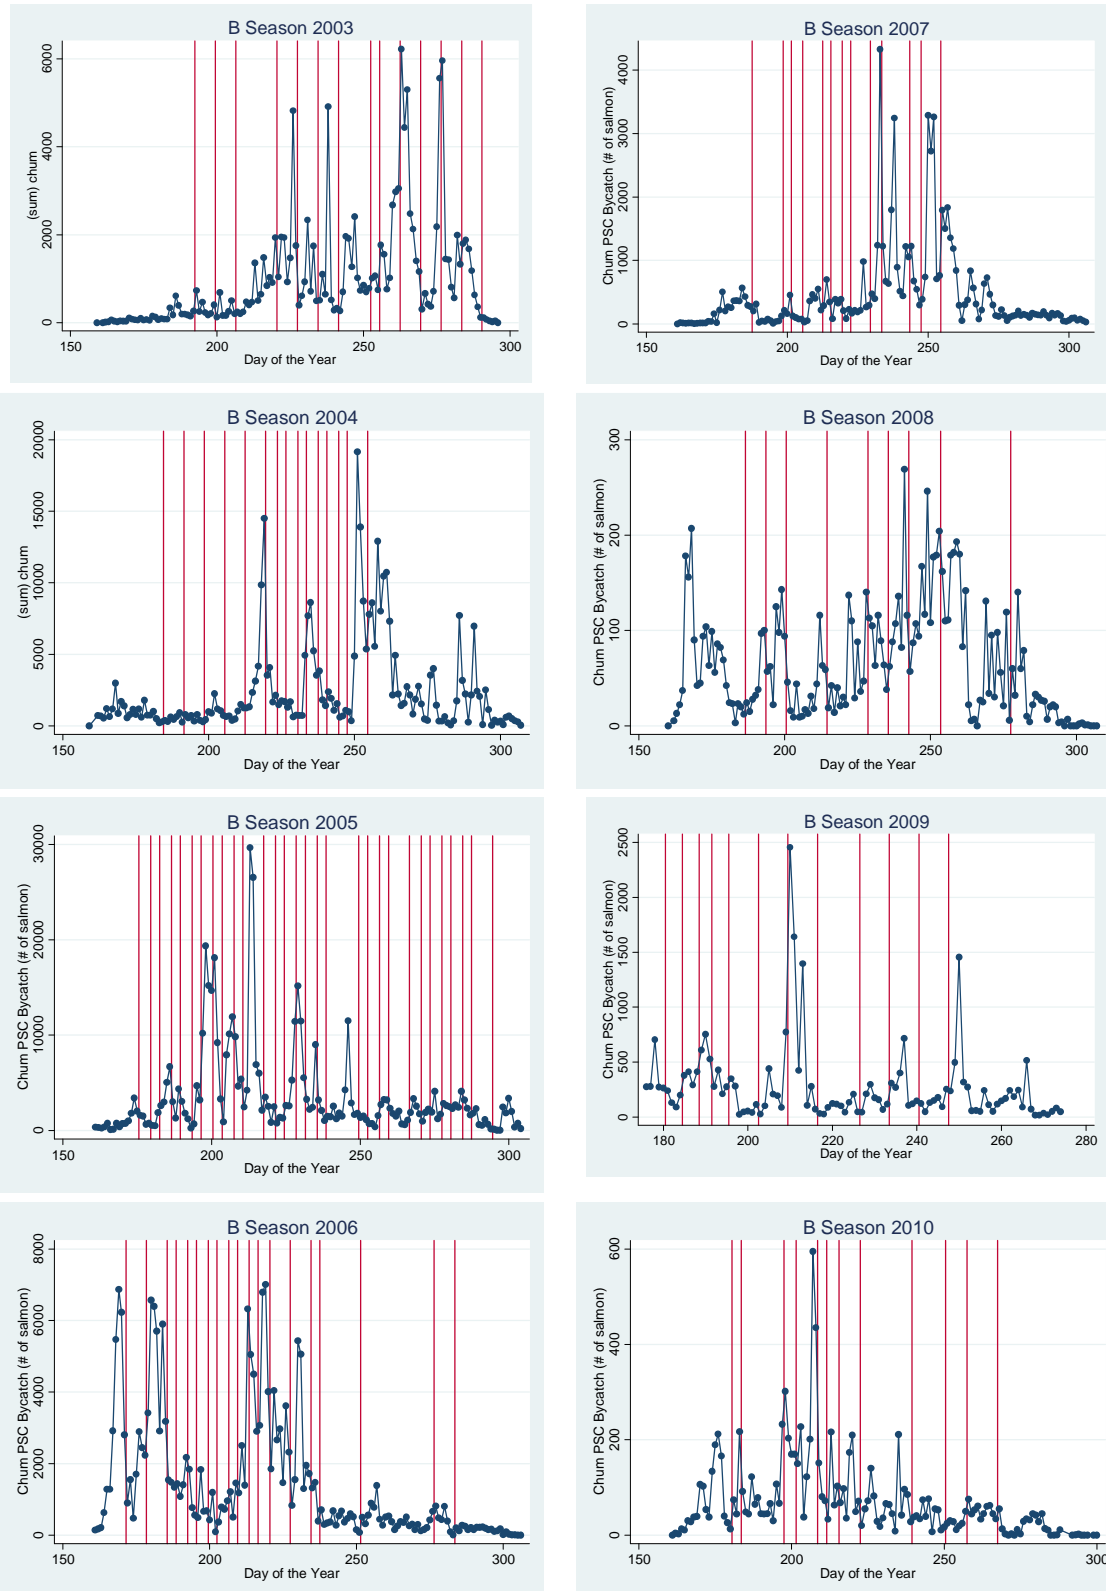 B Season 2003
(sum) chum
0
2000
4000
6000
150
200
250
300
Day of the Year
B Season 2007
Chum PSC Bycatch (# of salmon)
0
1000
2000
3000
4000
150
200
250
300
Day of the Year
B Season 2004
(sum) chum
0
5000
10000
15000
20000
150
200
250
300
Day of the Year
B Season 2008
Chum PSC Bycatch (# of salmon)
0
100
200
300
150
200
250
300
Day of the Year
B Season 2005
Chum PSC Bycatch (# of salmon)
0
10000
20000
30000
150
200
250
300
Day of the Year
B Season 2009
Chum PSC Bycatch (# of salmon)
0
500
1000
1500
2000
2500
180
200
220
240
260
280
Day of the Year
B Season 2006
Chum PSC Bycatch (# of salmon)
0
2000
4000
6000
8000
150
200
250
300
Day of the Year
B Season 2010
Chum PSC Bycatch (# of salmon)
0
200
400
600
150
200
250
300
Day of the Year